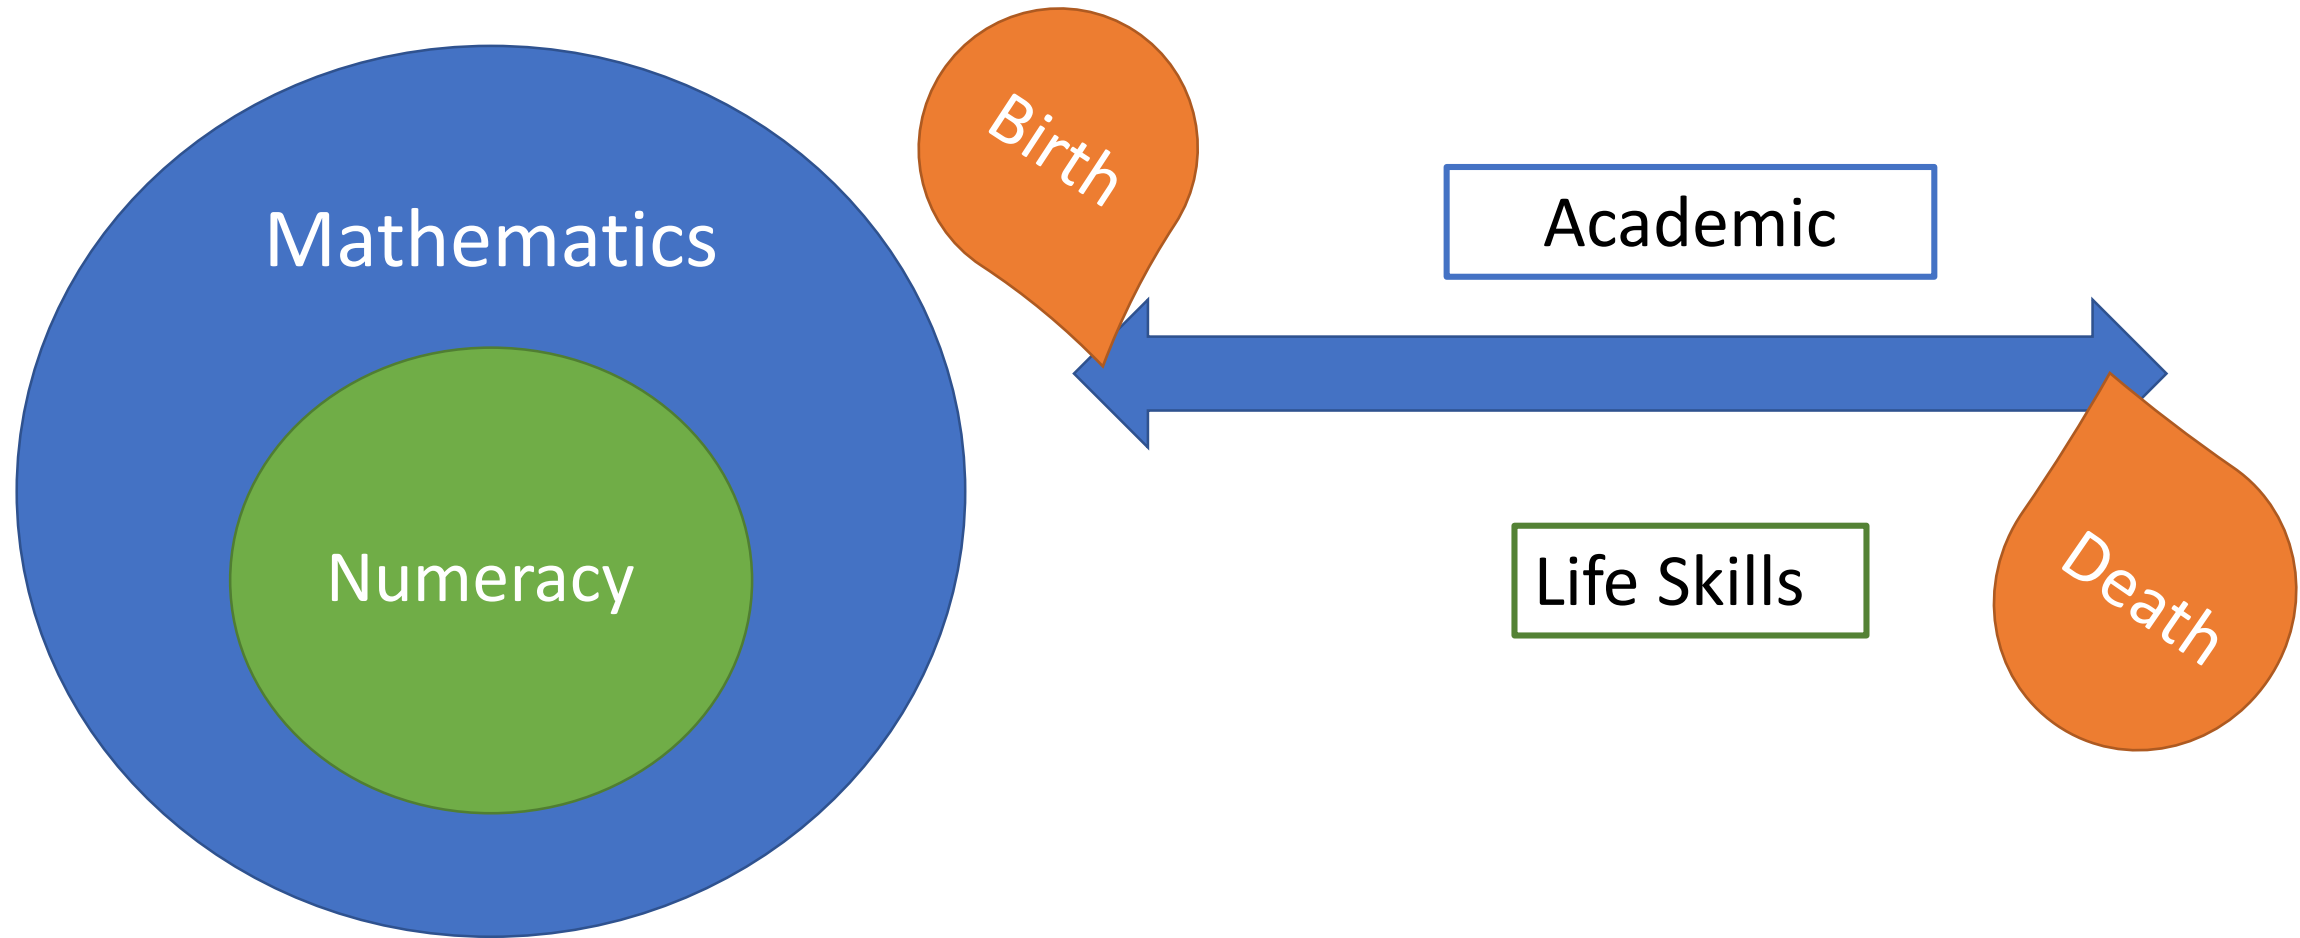 Mathematics
Numeracy
Birth
Academic
Life Skills
Death